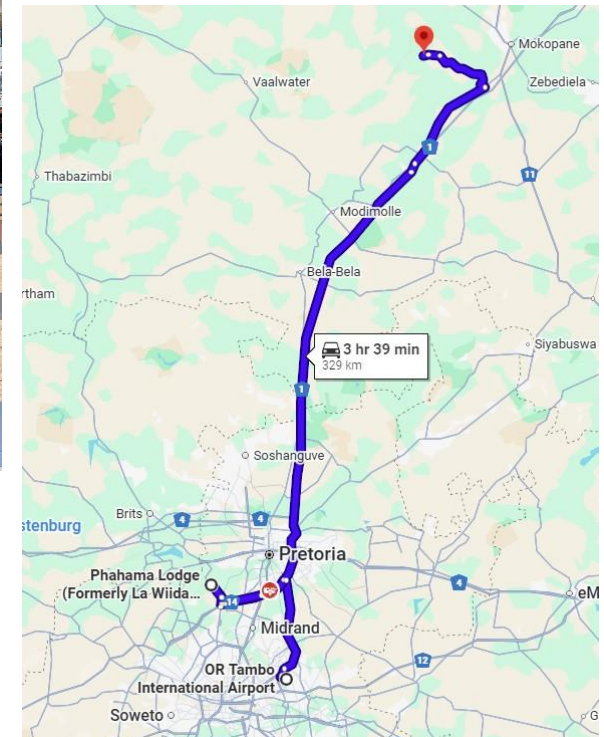 Mokopane
Vaalwater
Zebediela
1
Thabazimbi
11
Modimolle
Bela-Bela
rtham
3 hr 39 min
329 km
Siyabuswa
1
Soshanguve
Brits
4
4
stenburg
Pretoria
Phahama Lodge
(Formerly La Wiida...
14
4
eM
Midrand
OR Tambo
International Airport
12
Soweto
G